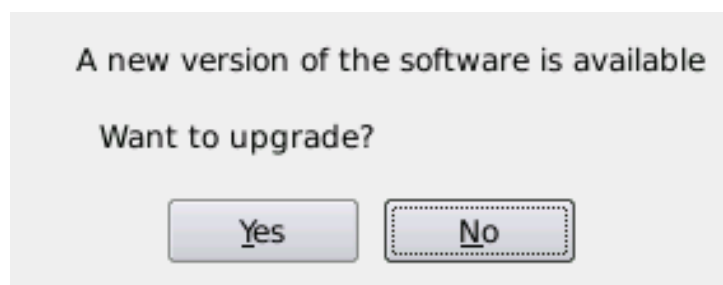 A new version of the software is available
Want to upgrade?
Yes No